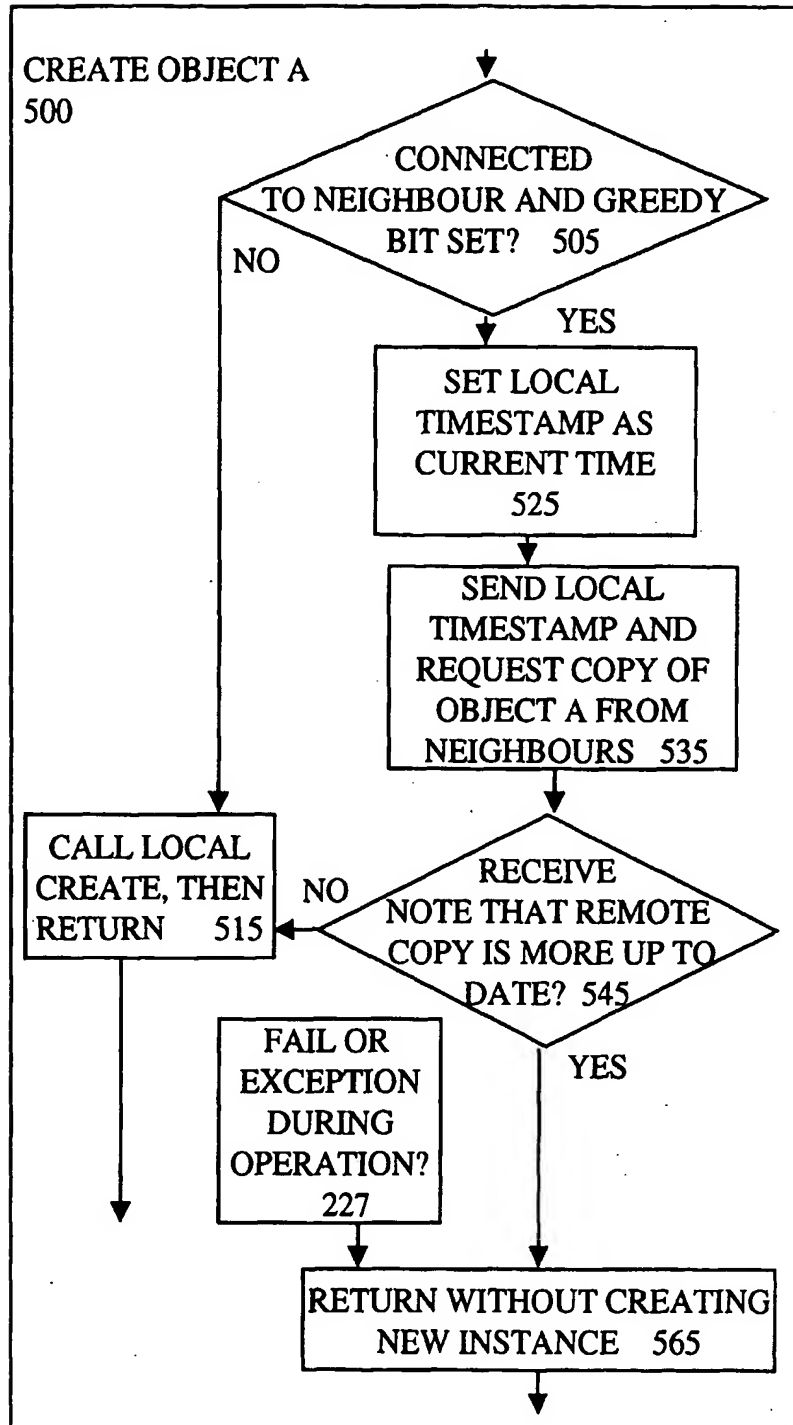 CREATE OBJECT A
500
CONNECTED
TO NEIGHBOUR AND GREEDY
BIT SET? 505
NO
YES
SET LOCAL
TIMESTAMP AS
CURRENT TIME
525
SEND LOCAL
TIMESTAMP AND
REQUEST COPY OF
OBJECT A FROM
NEIGHBOURS 535
CALL LOCAL
CREATE, THEN
RETURN 515
NO
RECEIVE
NOTE THAT REMOTE
COPY IS MORE UP TO
DATE? 545
YES
FAIL OR
EXCEPTION
DURING
OPERATION?
227
RETURN WITHOUT CREATING
NEW INSTANCE 565